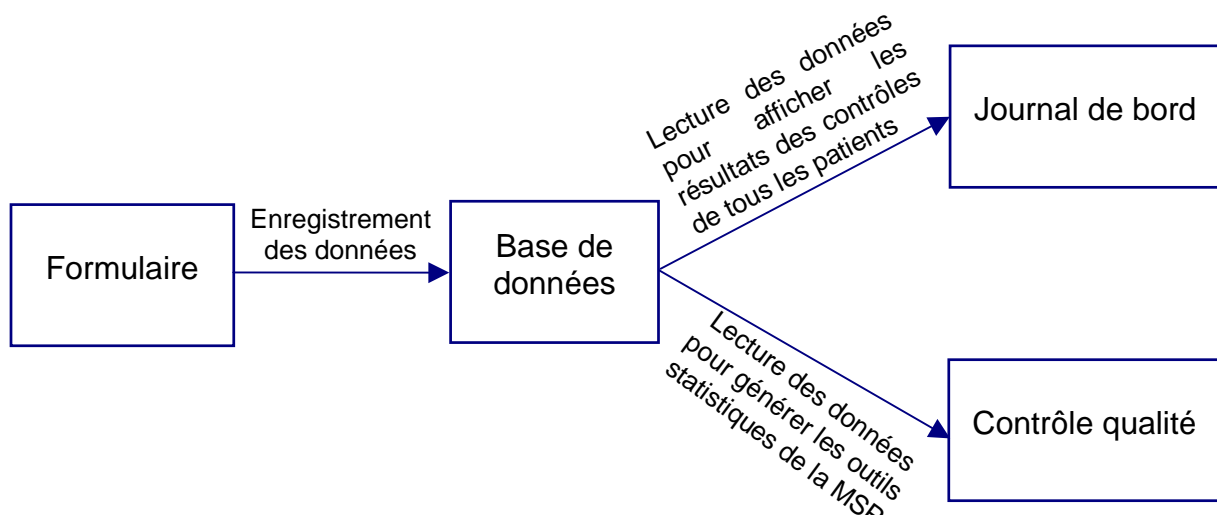 Formulaire
Enregistrement
des données
Base de
données
Lecture des données
pour afficher les
résultats des contrôles
de tous les patients
Journal de bord
Lecture des données
pour générer les outils
statistiques de la MSP
Contrôle qualité